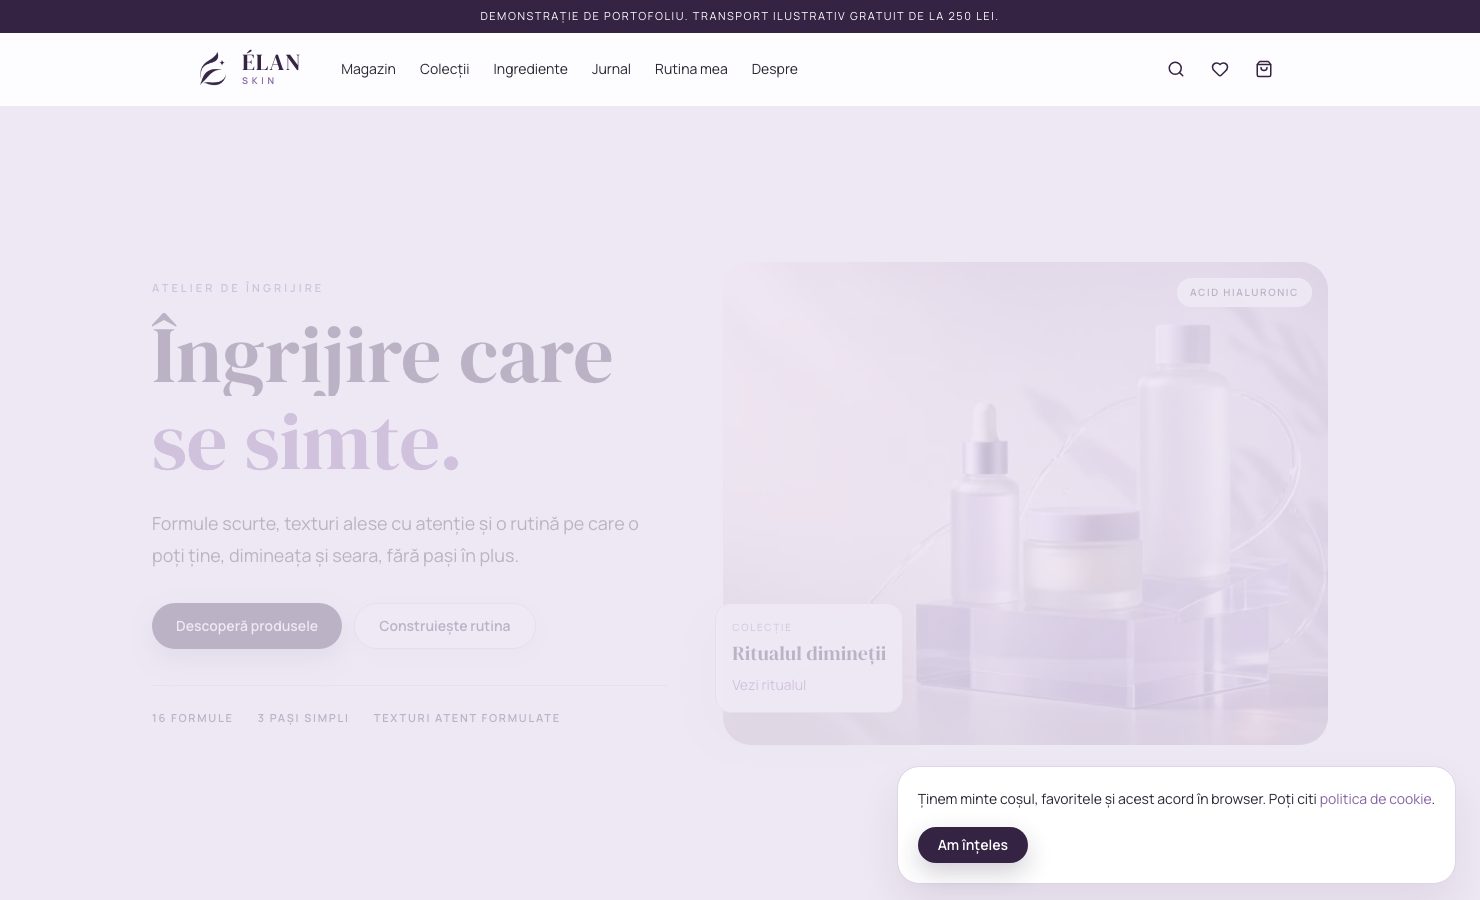 DEMONSTRAȚIE DE PORTOFOLIU. TRANSPORT ILUSTRATIV GRATUIT DE LA 250 LEI.
ÉLAN
SKIN
Magazin Colecții Ingrediente Jurnal Rutina mea Despre
ATELIER DE ÎNGRIJIRE
Îngrijire care
se simte.
Formule scurte, texturi alese cu atenție și o rutină pe care o
poți ține, dimineața și seara, fără pași în plus.
Descoperă produsele Construiește rutina
16 FORMULE 3 PAȘI SIMPLI TEXTURI ATENT FORMULATE
ACID HIALURONIC
COLECȚIE
Ritualul dimineții
Vezi ritualul
Ținem minte coșul, favoritele și acest acord în browser. Poți citi politica de cookie.
Am înțeles